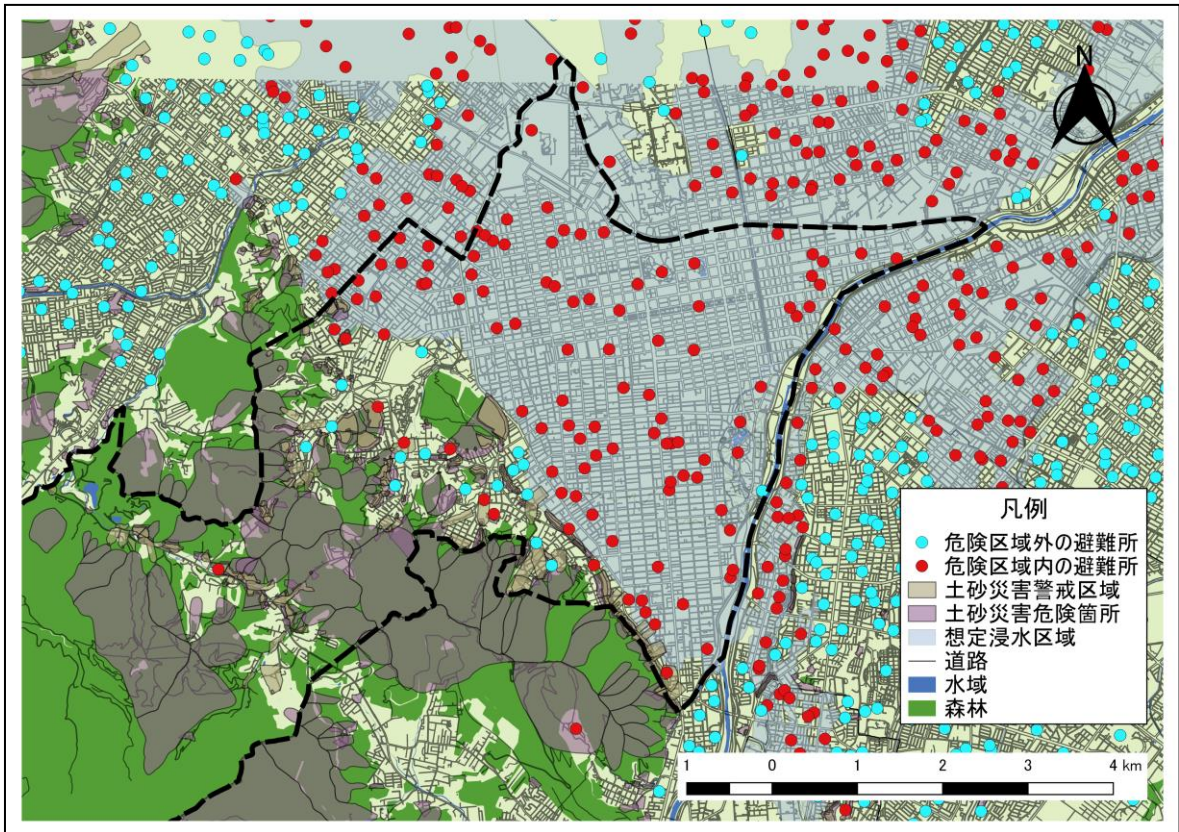 N
凡例
危険区域外の避難所
危険区域内の避難所
土砂災害警戒区域
土砂災害危険箇所
想定浸水区域
道路
水域
森林
1 0 1 2 3 4 km